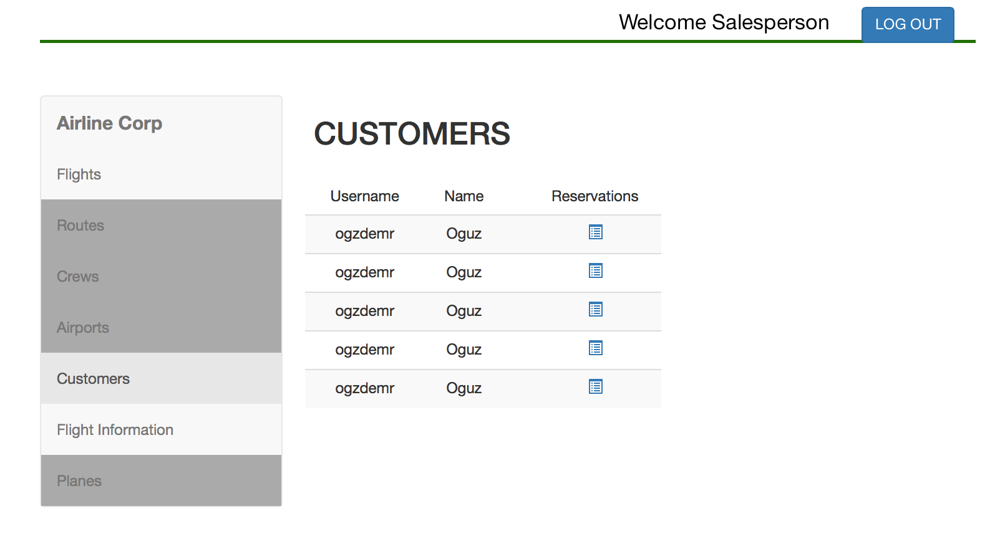 Welcome Salesperson LOG OUT
Airline Corp
Flights
Routes
Crews
Airports
Customers
Flight Information
Planes
CUSTOMERS
Username Name Reservations
ogzdemr Oguz
ogzdemr Oguz
ogzdemr Oguz
ogzdemr Oguz
ogzdemr Oguz